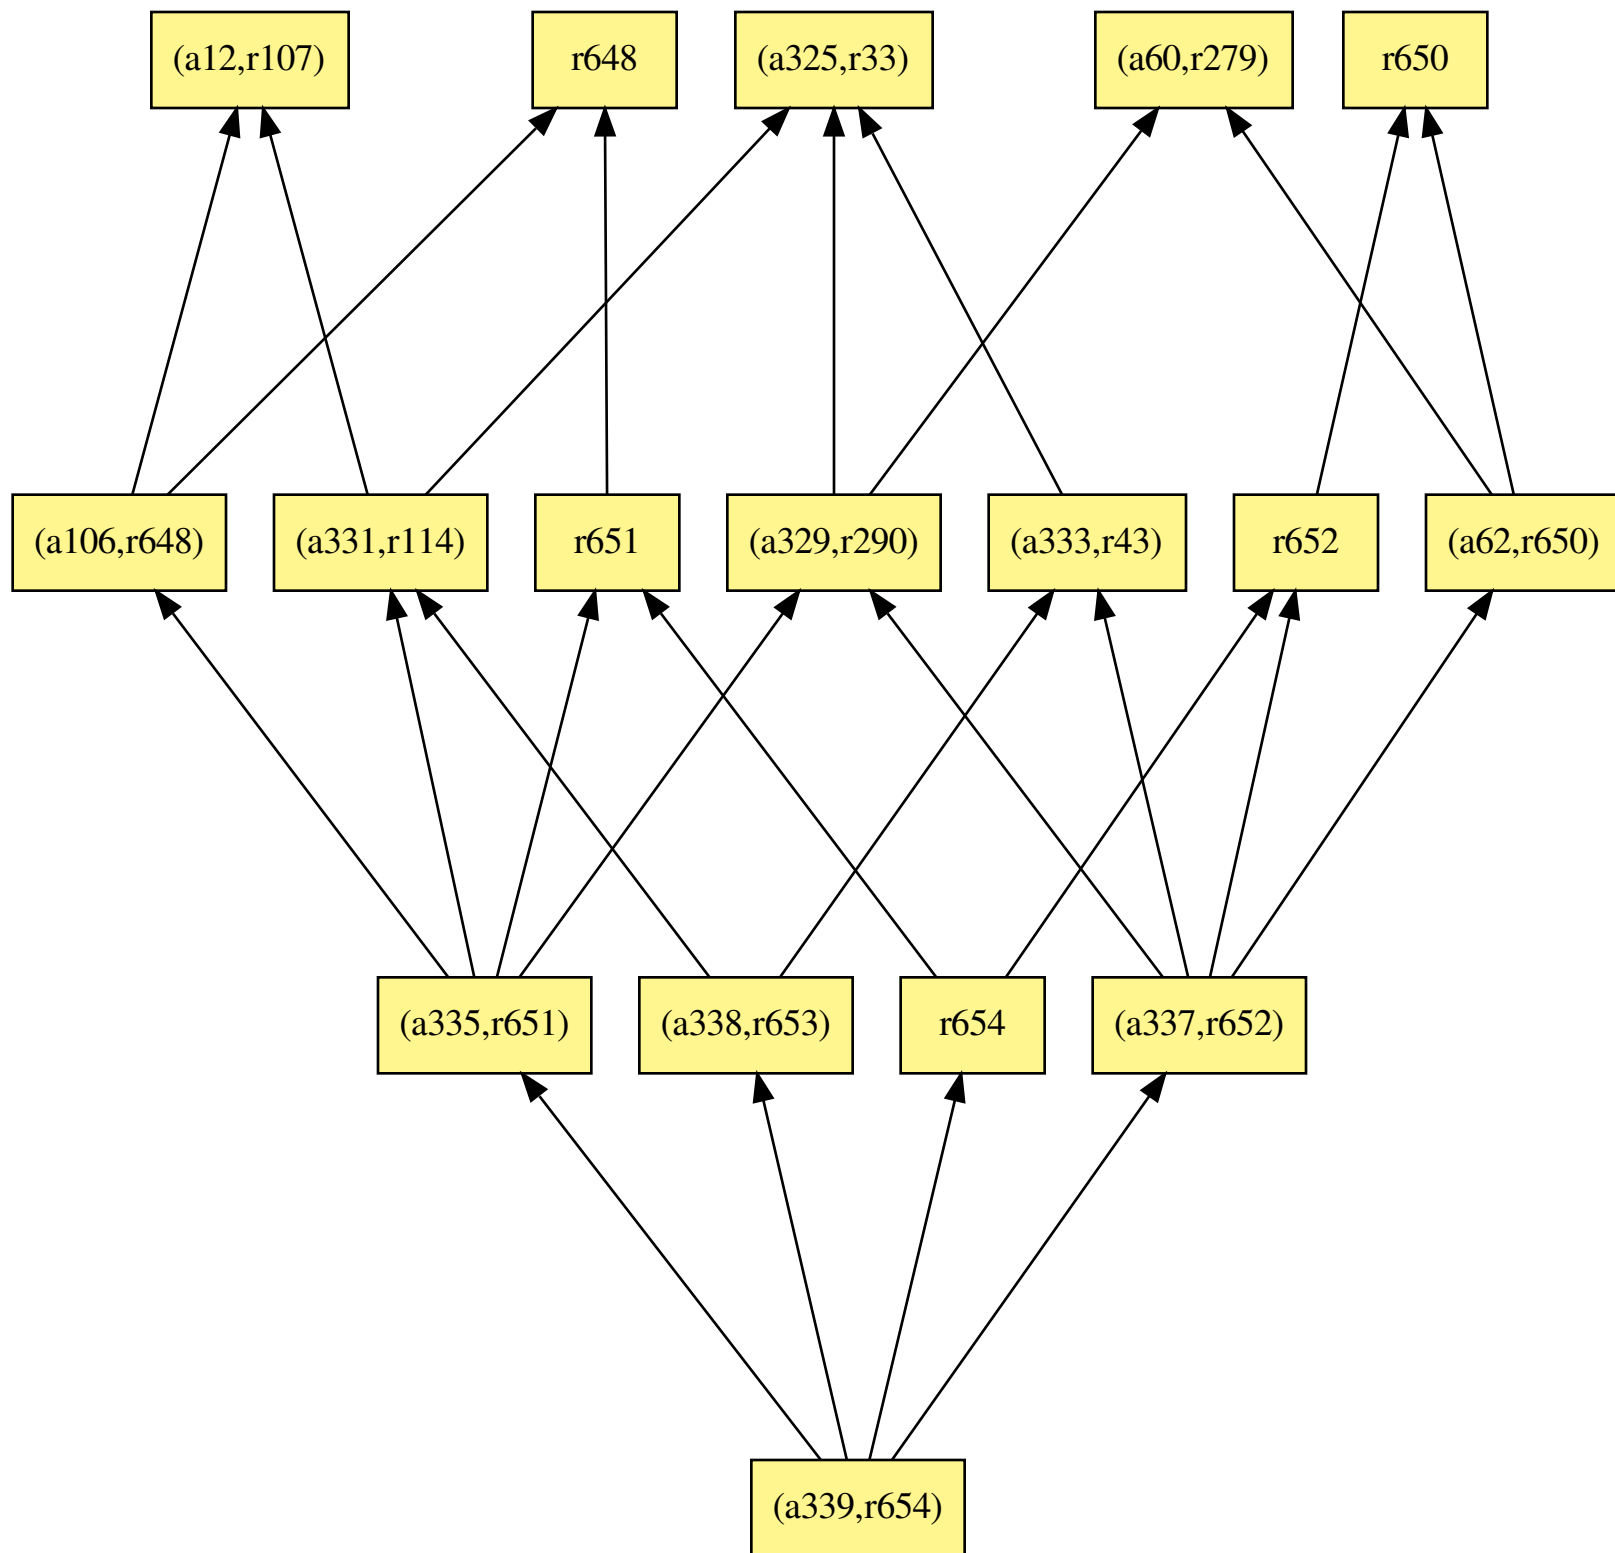 (a12,r107)
r648
(a325,r33)
(a60,r279)
r650
(a106,r648)
(a331,r114)
r651
(a329,r290)
(a333,r43)
r652
(a62,r650)
(a335,r651)
(a338,r653)
r654
(a337,r652)
(a339,r654)